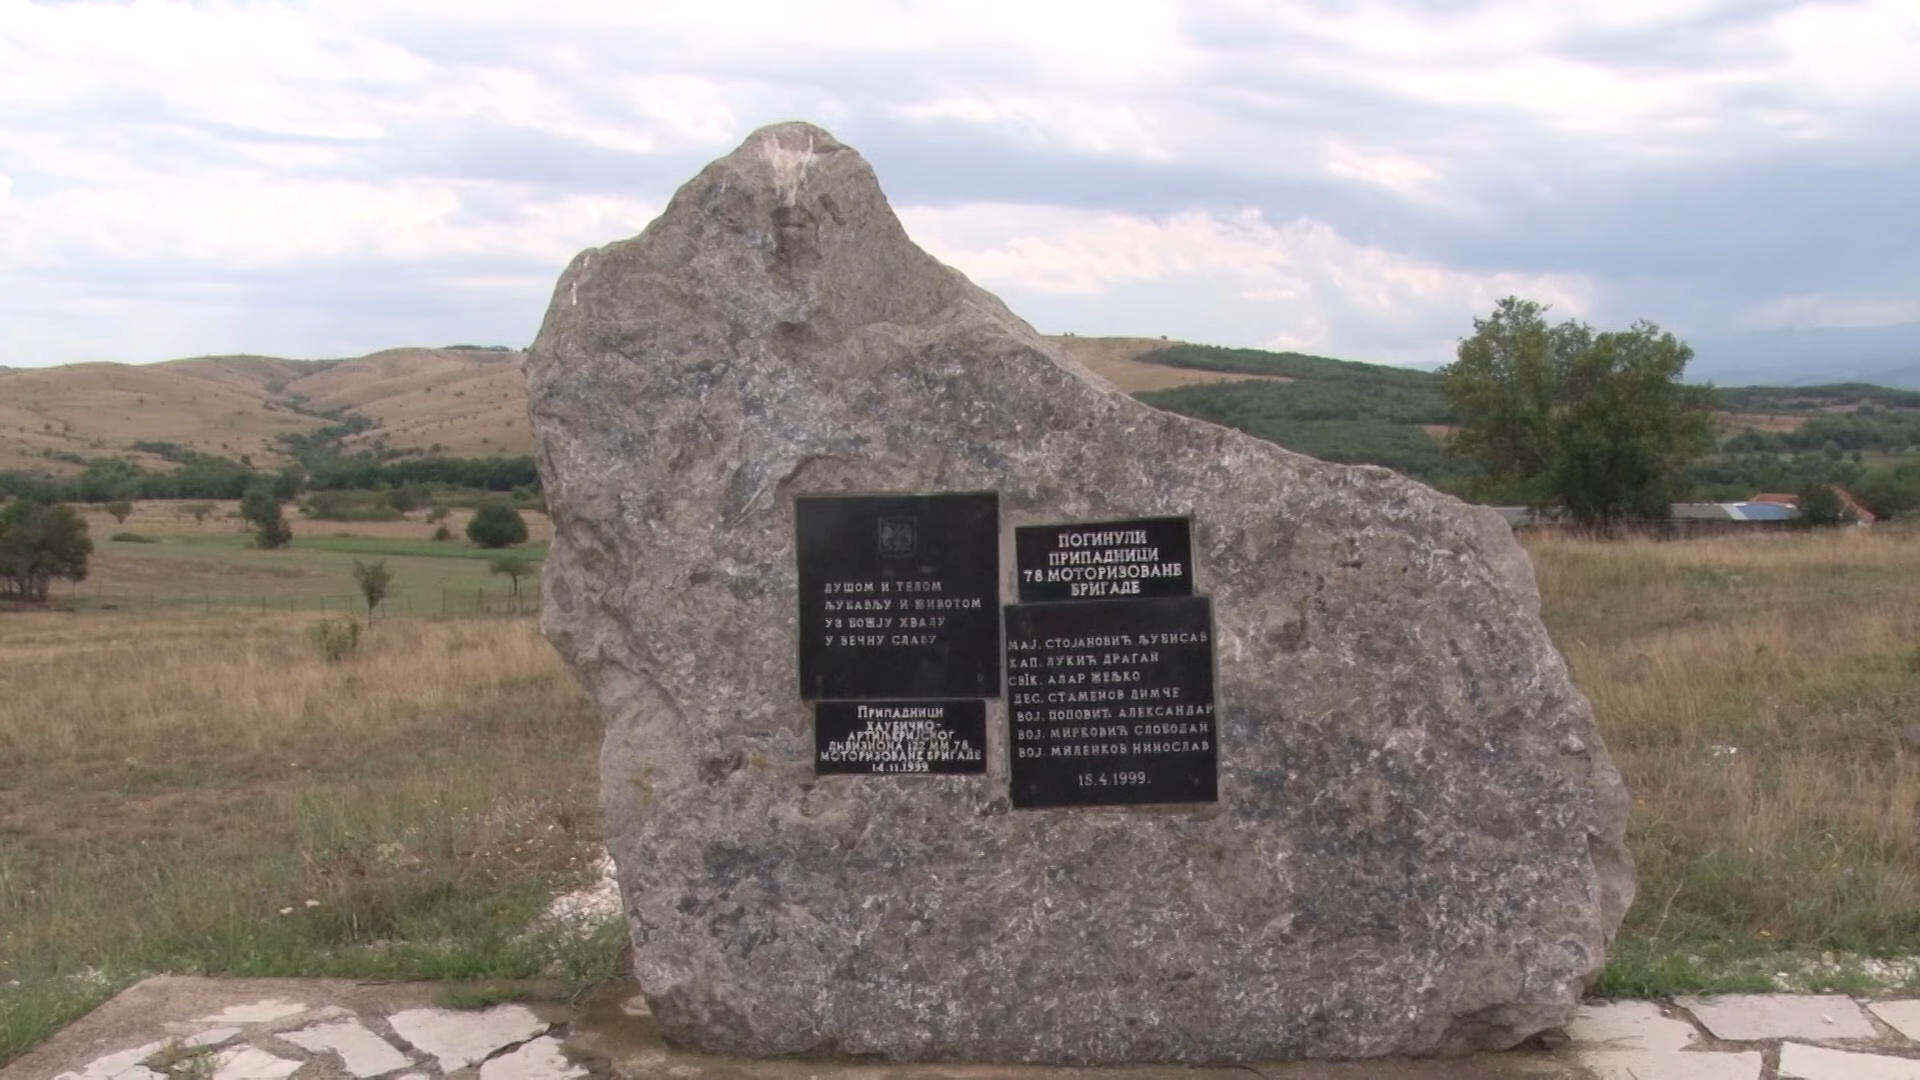 ДУШОМ И ТЕЛОМ
ЉУБАВЉУ И ЖИВОТОМ
УЗ БОЖЈУ ХВАЛУ
У ВЕЧНУ СЛАВУ
Припадници
хаубичко-
артиљеријског
дивизиона 122 мм 78.
моторизоване бригаде
14.11.1999.
ПОГИНУЛИ
ПРИПАДНИЦИ
78. МОТОРИЗОВАНЕ
БРИГАДЕ
МАЈ. СТОЈАНОВИЋ ЉУБИСАВ
КАП. ЛУКИЋ ДРАГАН
СВ1К. АЛАР ЖЕЉКО
ДЕС. СТАМЕНОВ ДИМЧЕ
ВОЈ. ПОПОВИЋ АЛЕКСАНДАР
ВОЈ. МИРКОВИЋ СЛОБОДАН
ВОЈ. МИЛЕНКОВ НИНОСЛАВ
15.4.1999.